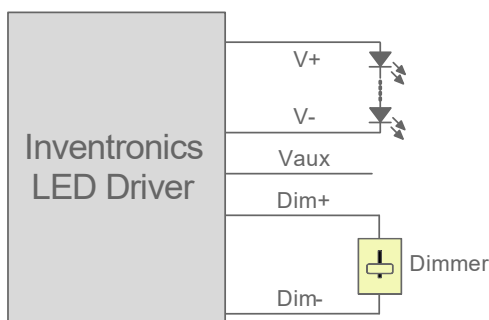 V+
V-
Inventronics
LED Driver
Vaux
Dim+
Dimmer
Dim-